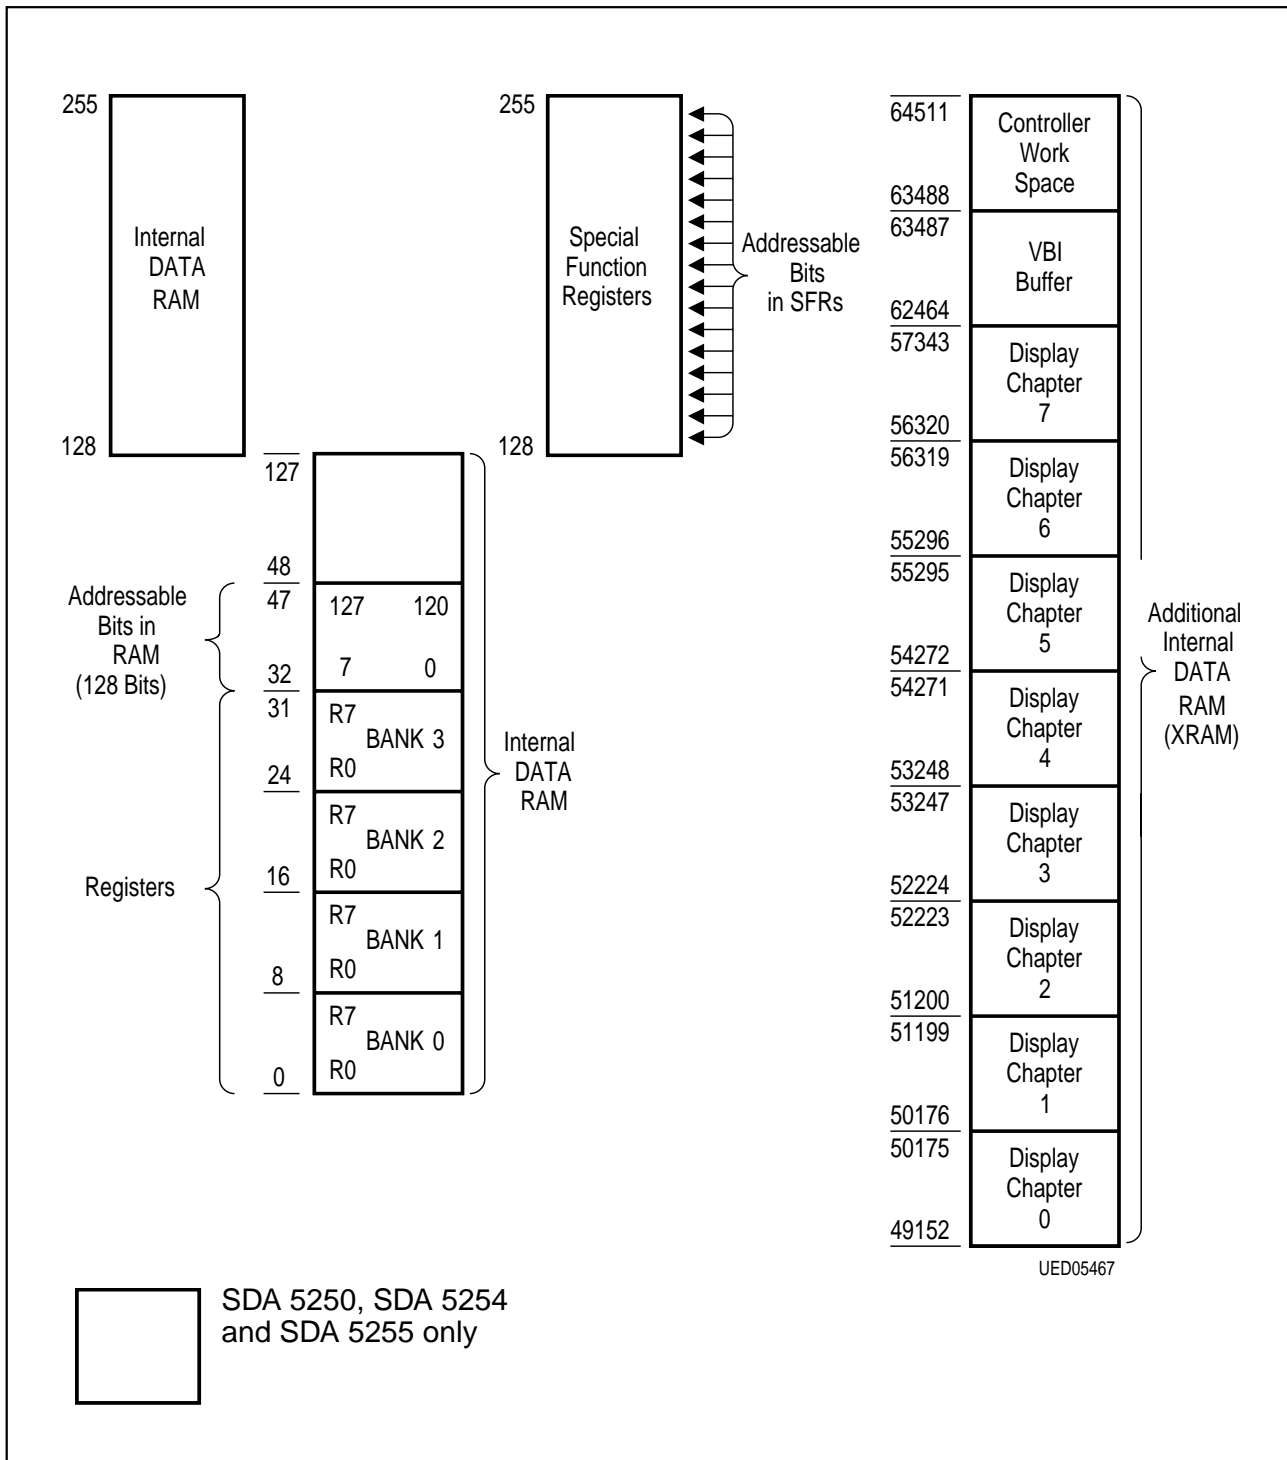 255
Internal
DATA
RAM
128
255
Special
Function
Registers
128
Addressable
Bits
in SFRs
127
48
47
32
31
24
16
8
0
Addressable
Bits in
RAM
(128 Bits)
Registers
127 120
7 0
R7
BANK 3
R0
R7
BANK 2
R0
R7
BANK 1
R0
R7
BANK 0
R0
Internal
DATA
RAM
64511
Controller
Work
Space
63488
63487
VBI
Buffer
62464
57343
Display
Chapter
7
56320
56319
Display
Chapter
6
55296
55295
Display
Chapter
5
54272
54271
Display
Chapter
4
53248
53247
Display
Chapter
3
52224
52223
Display
Chapter
2
51200
51199
Display
Chapter
1
50176
50175
Display
Chapter
0
49152
Additional
Internal
DATA
RAM
(XRAM)
UED05467
SDA 5250, SDA 5254
and SDA 5255 only